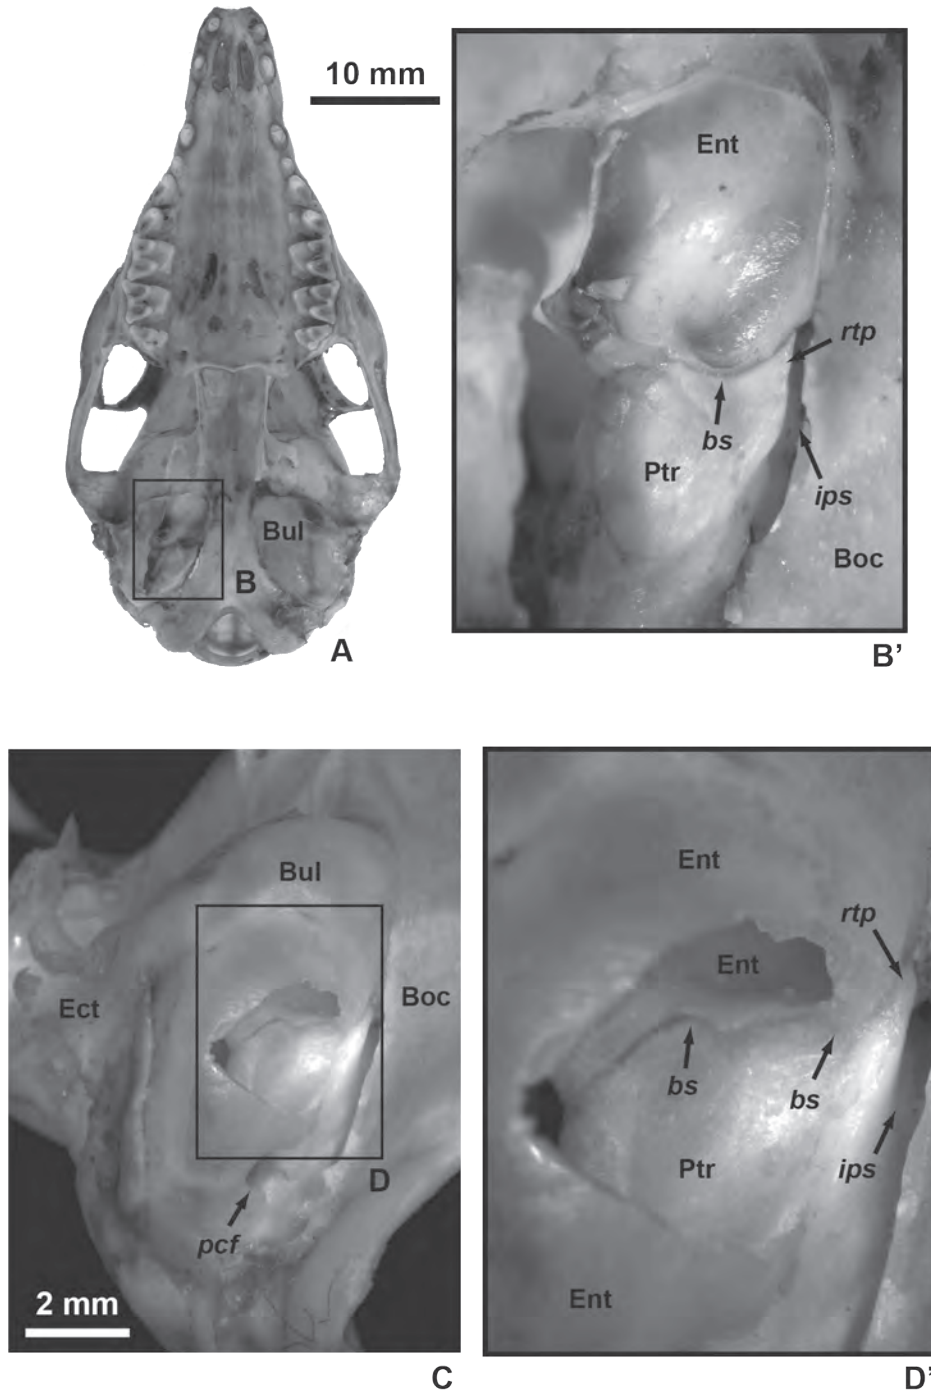 10 mm
Bul
B
A
Ent
rtp
bs
Ptr
ips
Boc
B’
Bul
Ect
Boc
D
pcf
2 mm
C
Ent
rtp
Ent
bs
bs
Ptr
ips
Ent
D’